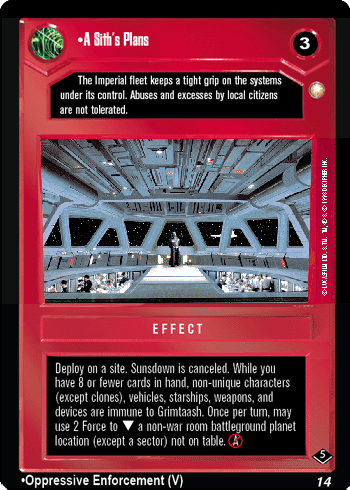 •A Sith's Plans
3
The Imperial fleet keeps a tight grip on the systems
under its control. Abuses and excesses by local citizens
are not tolerated.
EFFECT
Deploy on a site. Sunsdown is canceled. While you
have 8 or fewer cards in hand, non-unique characters
(except clones), vehicles, starships, weapons, and
devices are immune to Grimtaash. Once per turn, may
use 2 Force to ▼ a non-war room battleground planet
location (except a sector) not on table. A
5
•Oppressive Enforcement (V)
14